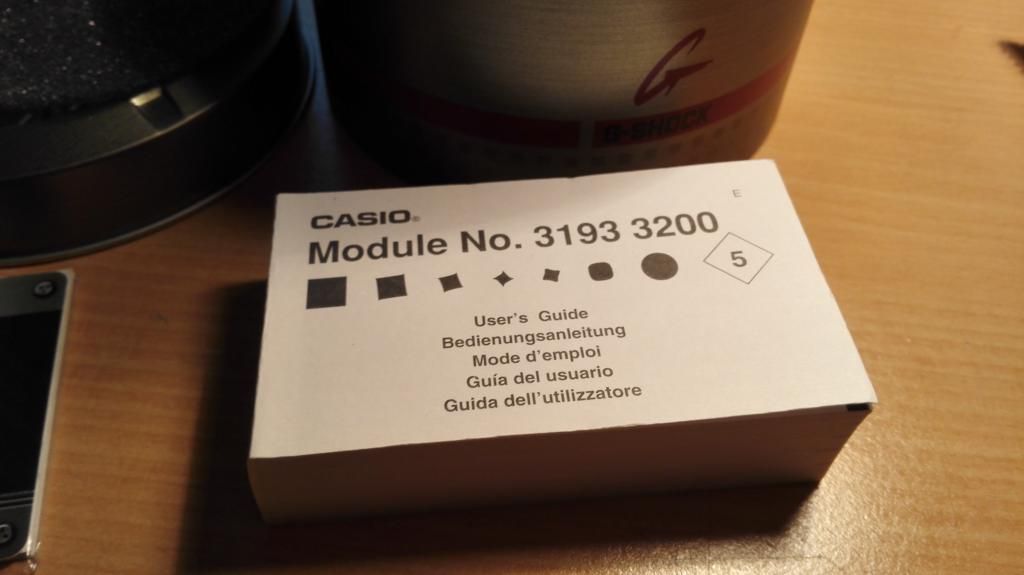 G-SHOCK
E
CASIO®
Module No. 3193 3200
5
User's Guide
Bedienungsanleitung
Mode d'emploi
Guía del usuario
Guida dell'utilizzatore